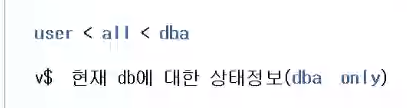 user < all < dba
v$ 현재 db에 대한 상태정보(dba only)